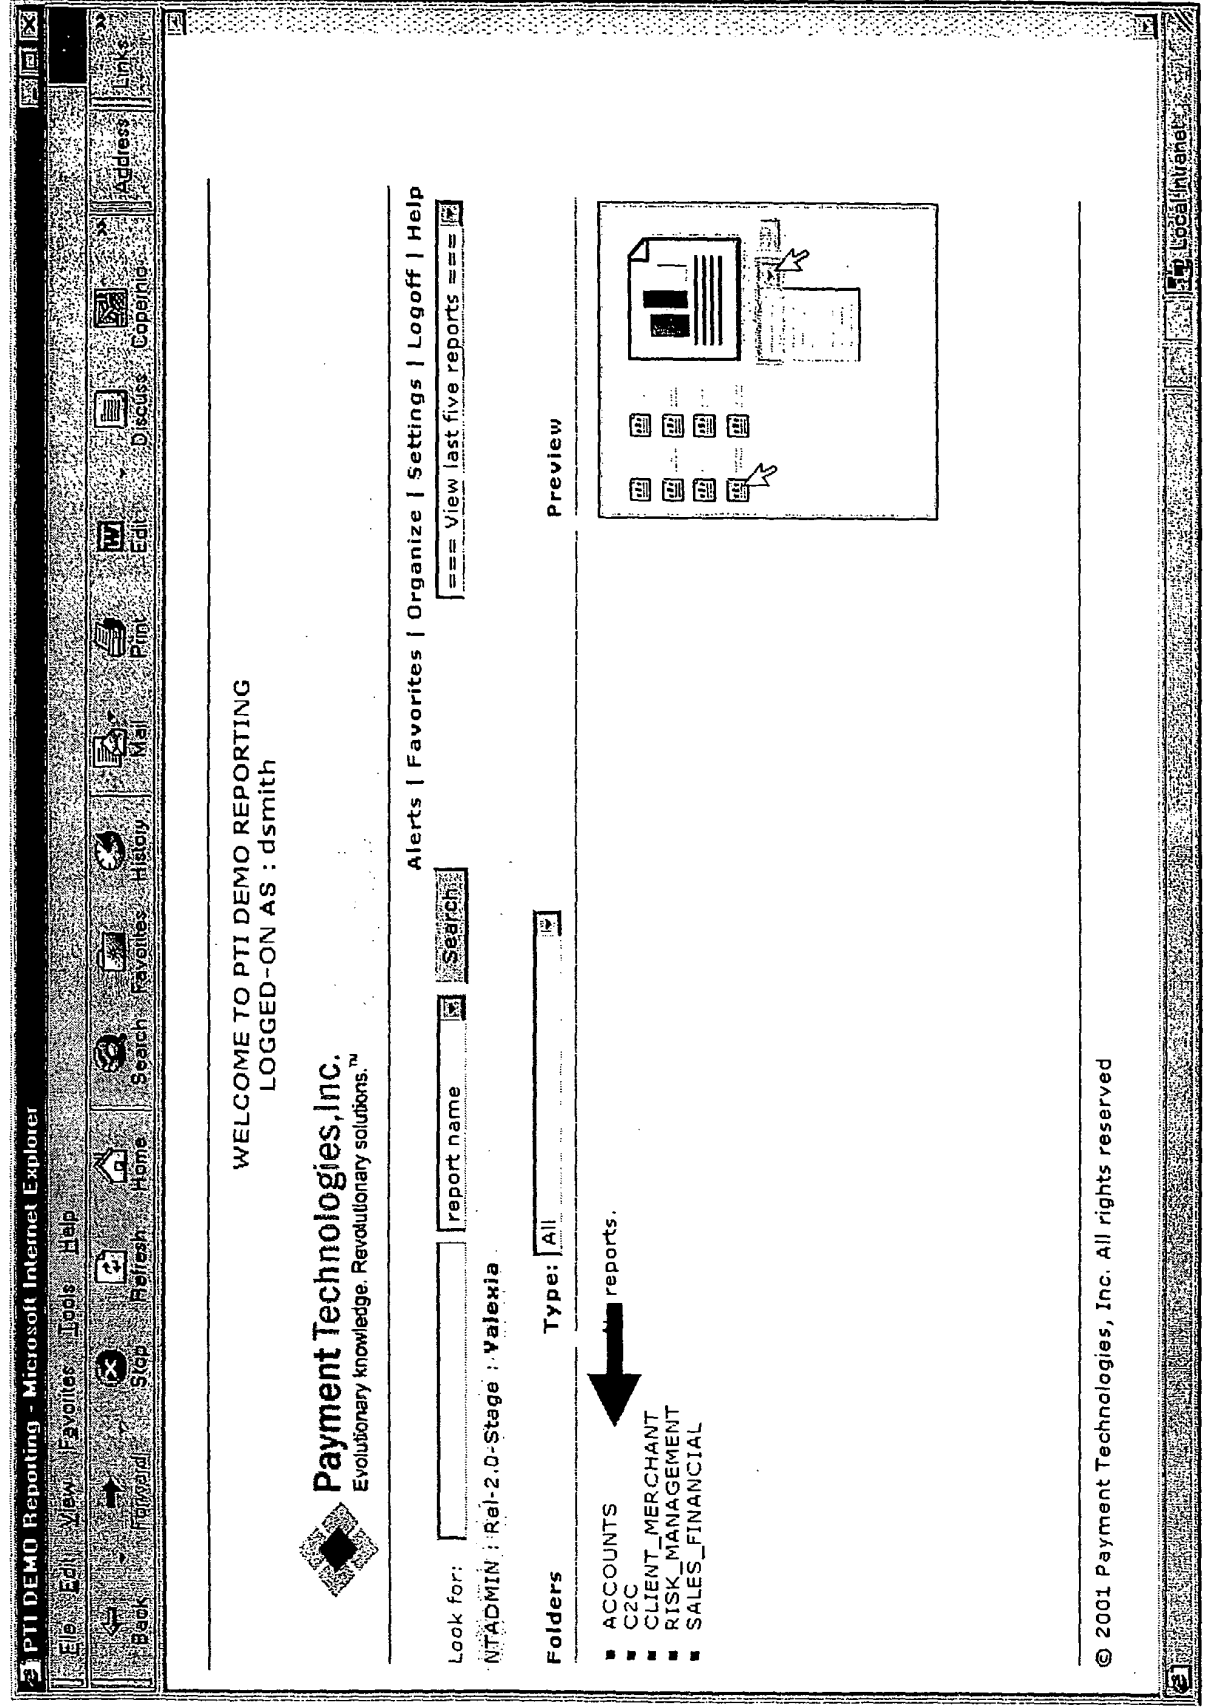 PTI DEMO Reporting - Microsoft Internet Explorer
File Edit View Favorites Tools Help
Back Forward Stop Refresh Home Search Favorites History Mail Print Edit Discuss Copernic » Address Links »
WELCOME TO PTI DEMO REPORTING
LOGGED-ON AS : dsmith
Payment Technologies,Inc.
Evolutionary knowledge. Revolutionary solutions.™
Alerts | Favorites | Organize | Settings | Logoff | Help
Look for: report name Search === View last five reports ===
NTADMIN : Rel-2.0-Stage : Valexia
Folders Type: All Preview
reports.
ACCOUNTS
C2C
CLIENT_MERCHANT
RISK_MANAGEMENT
SALES_FINANCIAL
© 2001 Payment Technologies, Inc. All rights reserved
Local intranet